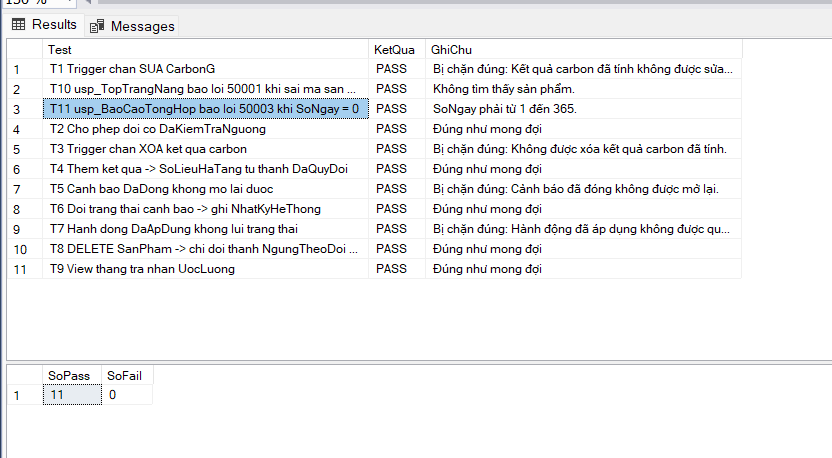 150 %
Results Messages
Test KetQua GhiChu
1 T1 Trigger chan SUA CarbonG PASS Bị chặn đúng: Kết quả carbon đã tính không được sửa...
2 T10 usp_TopTrangNang bao loi 50001 khi sai ma san ... PASS Không tìm thấy sản phẩm.
3 T11 usp_BaoCaoTongHop bao loi 50003 khi SoNgay = 0 PASS SoNgay phải từ 1 đến 365.
4 T2 Cho phep doi co DaKiemTraNguong PASS Đúng như mong đợi
5 T3 Trigger chan XOA ket qua carbon PASS Bị chặn đúng: Không được xóa kết quả carbon đã tính.
6 T4 Them ket qua -> SoLieuHaTang tu thanh DaQuyDoi PASS Đúng như mong đợi
7 T5 Canh bao DaDong khong mo lai duoc PASS Bị chặn đúng: Cảnh báo đã đóng không được mở lại.
8 T6 Doi trang thai canh bao -> ghi NhatKyHeThong PASS Đúng như mong đợi
9 T7 Hanh dong DaApDung khong lui trang thai PASS Bị chặn đúng: Hành động đã áp dụng không được qu...
10 T8 DELETE SanPham -> chi doi thanh NgungTheoDoi ... PASS Đúng như mong đợi
11 T9 View thang tra nhan UocLuong PASS Đúng như mong đợi
SoPass SoFail
1 11 0